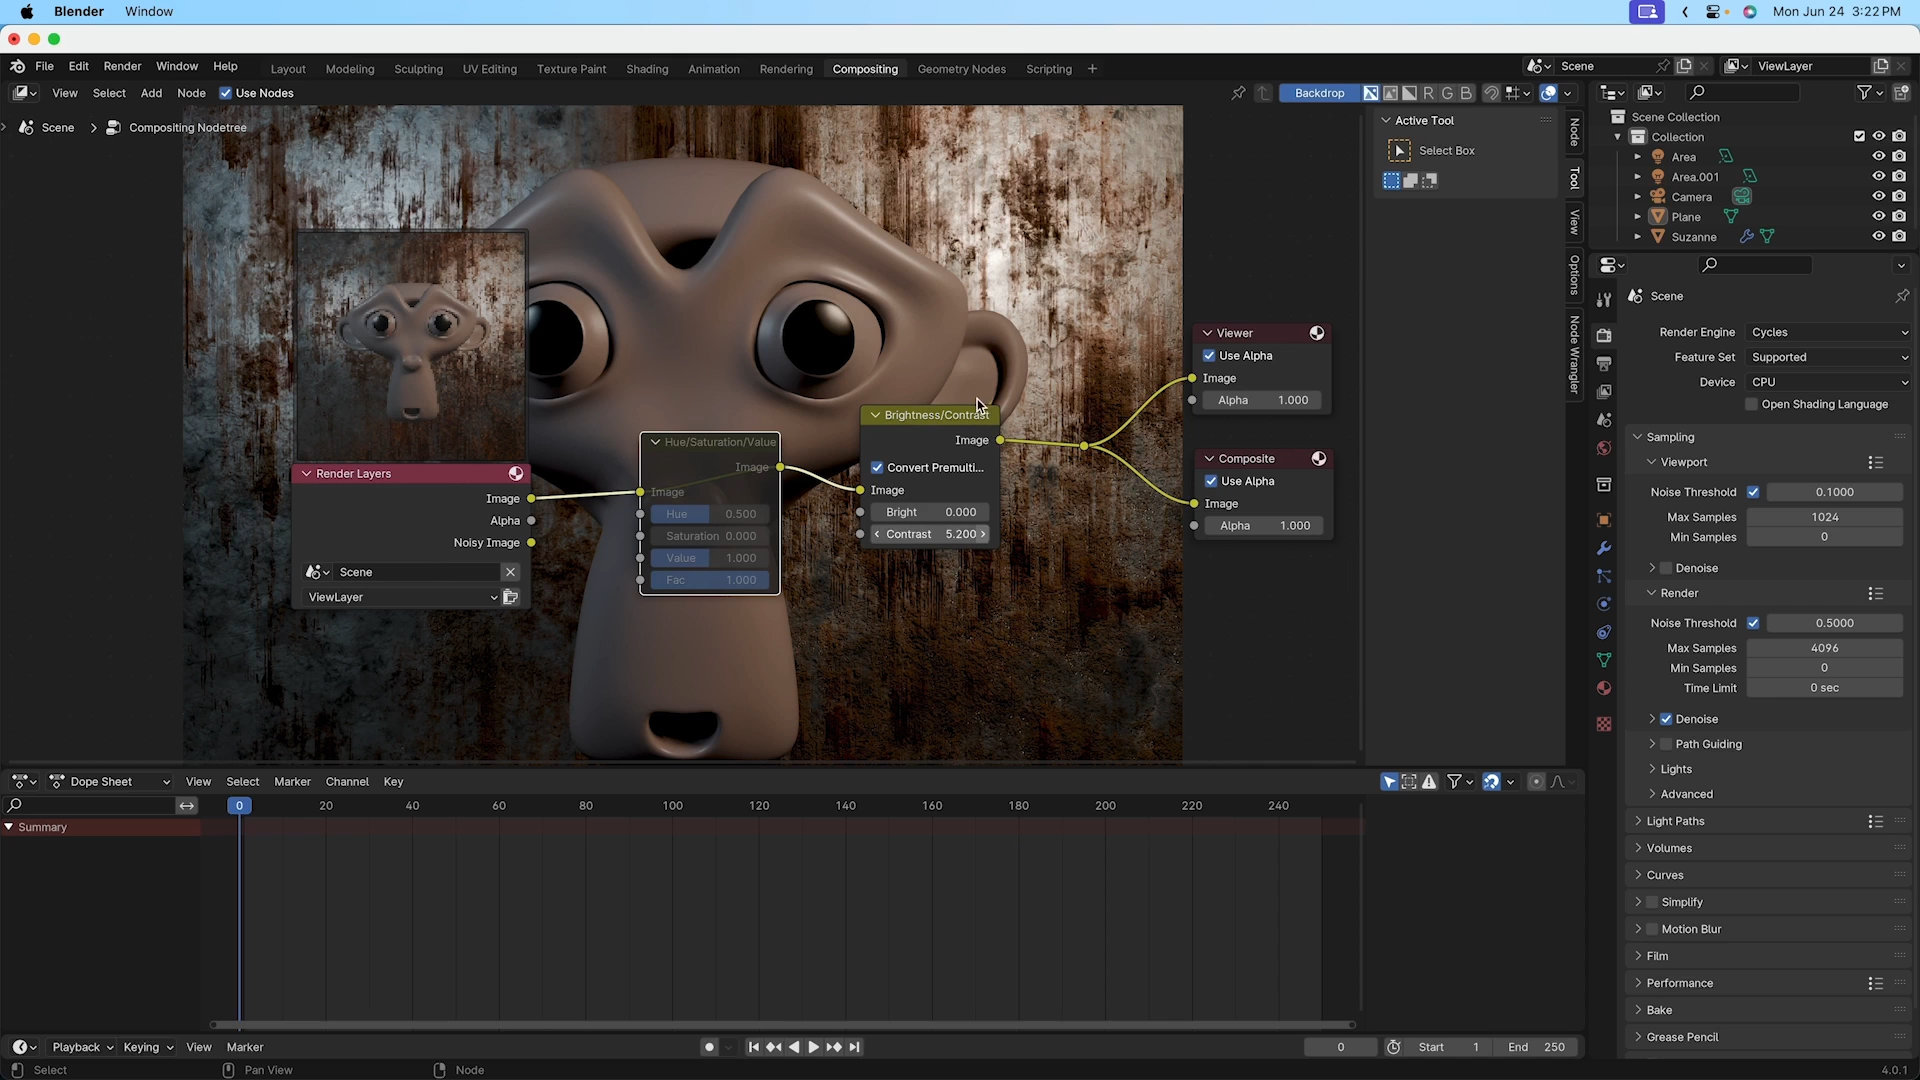 Blender Window Mon Jun 24 3:22 PM
File Edit Render Window Help Layout Modeling Sculpting UV Editing Texture Paint Shading Animation Rendering Compositing Geometry Nodes Scripting + Scene ViewLayer
View Select Add Node Use Nodes Backdrop R G B
Scene > Compositing Nodetree
Active Tool
Select Box
Node
Tool
View
Options
Node Wrangler
Render Layers
Image
Alpha
Noisy Image
Scene
ViewLayer
Hue/Saturation/Value
Image
Image
Hue 0.500
Saturation 0.000
Value 1.000
Fac 1.000
Brightness/Contrast
Image
Convert Premulti...
Image
Bright 0.000
Contrast 5.200
Viewer
Use Alpha
Image
Alpha 1.000
Composite
Use Alpha
Image
Alpha 1.000
Scene Collection
Collection
Area
Area.001
Camera
Plane
Suzanne
Scene
Render Engine Cycles
Feature Set Supported
Device CPU
Open Shading Language
Sampling
Viewport
Noise Threshold 0.1000
Max Samples 1024
Min Samples 0
Denoise
Render
Noise Threshold 0.5000
Max Samples 4096
Min Samples 0
Time Limit 0 sec
Denoise
Path Guiding
Lights
Advanced
Light Paths
Volumes
Curves
Simplify
Motion Blur
Film
Performance
Bake
Grease Pencil
Dope Sheet View Select Marker Channel Key
0 20 40 60 80 100 120 140 160 180 200 220 240
Summary
Playback Keying View Marker 0 Start 1 End 250
Select Pan View Node 4.0.1